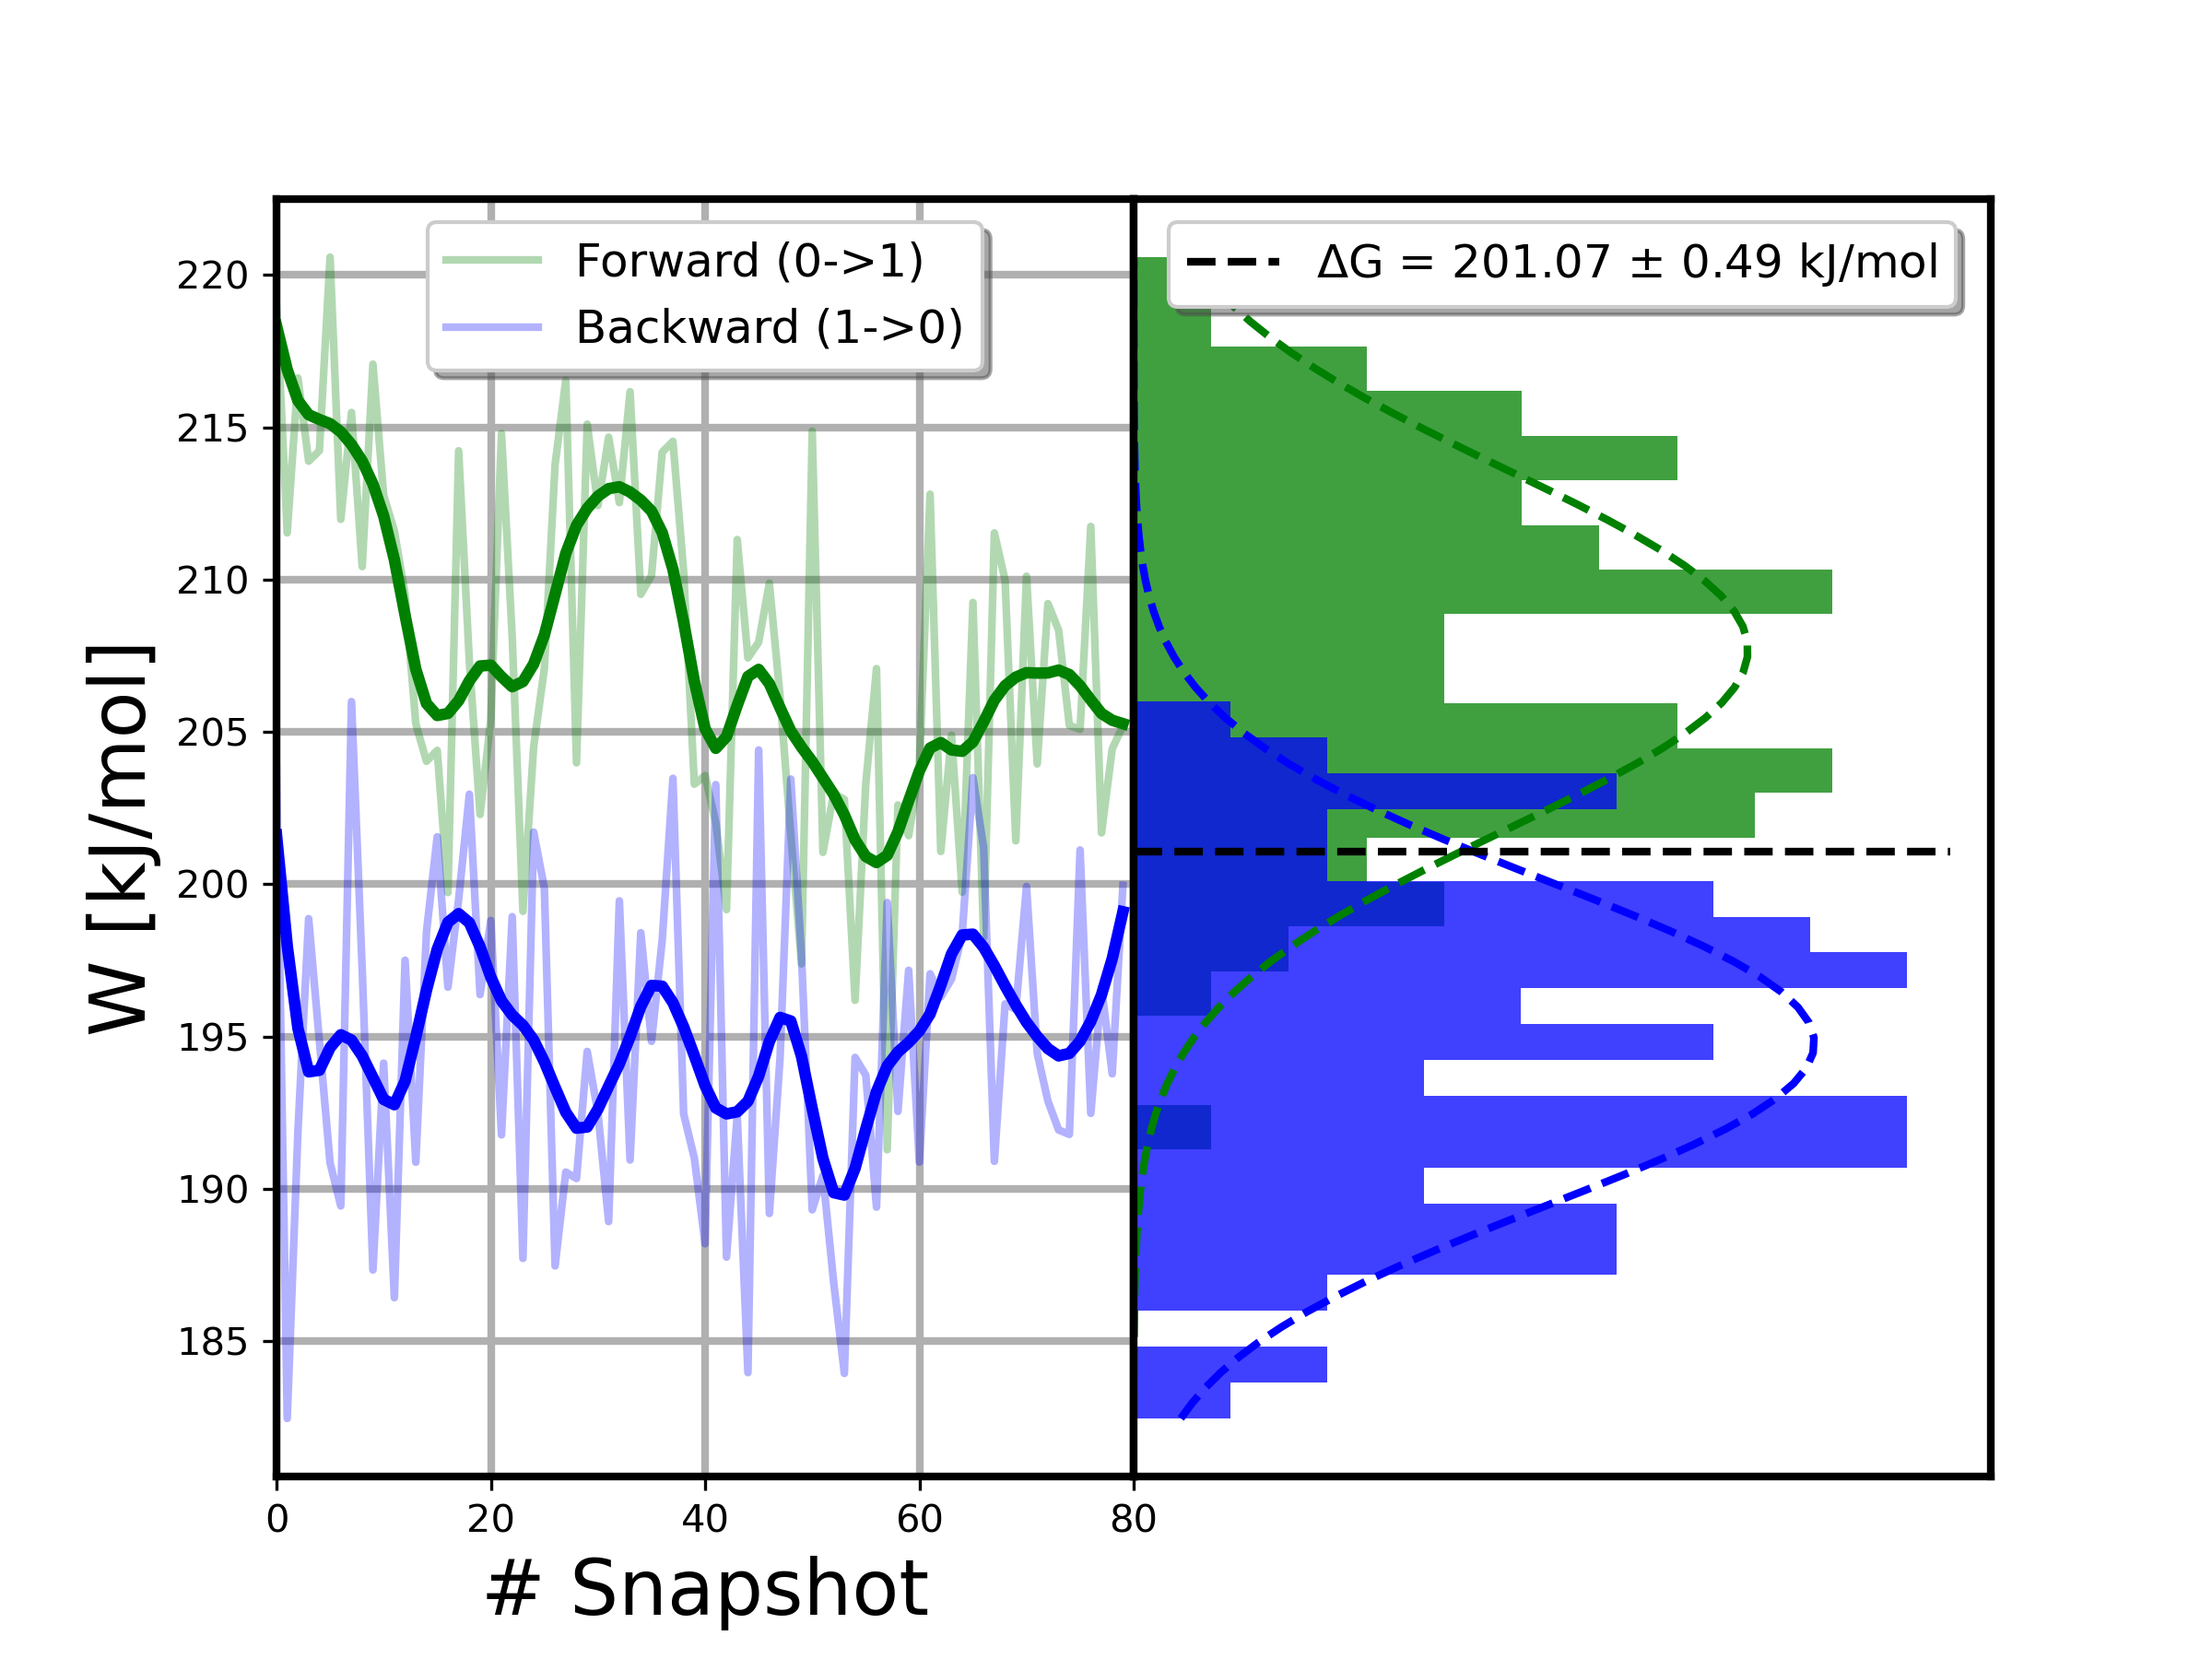 Forward (0->1)
Backward (1->0)
ΔG = 201.07 ± 0.49 kJ/mol
W [kJ/mol]
220
215
210
205
200
195
190
185
0 20 40 60 80
# Snapshot